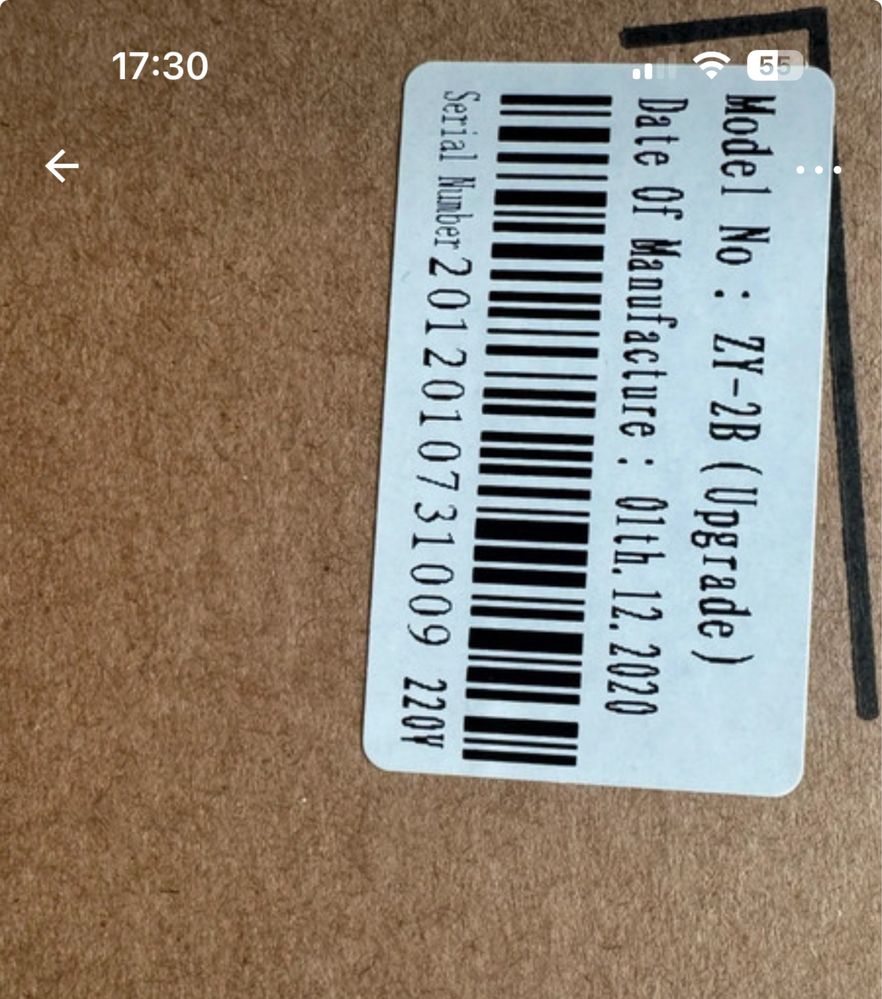 17:30
55
Model No : ZY-2B(Upgrade)
Date Of Manufacture : 01th. 12. 2020
Serial Number 2012010731009 220V